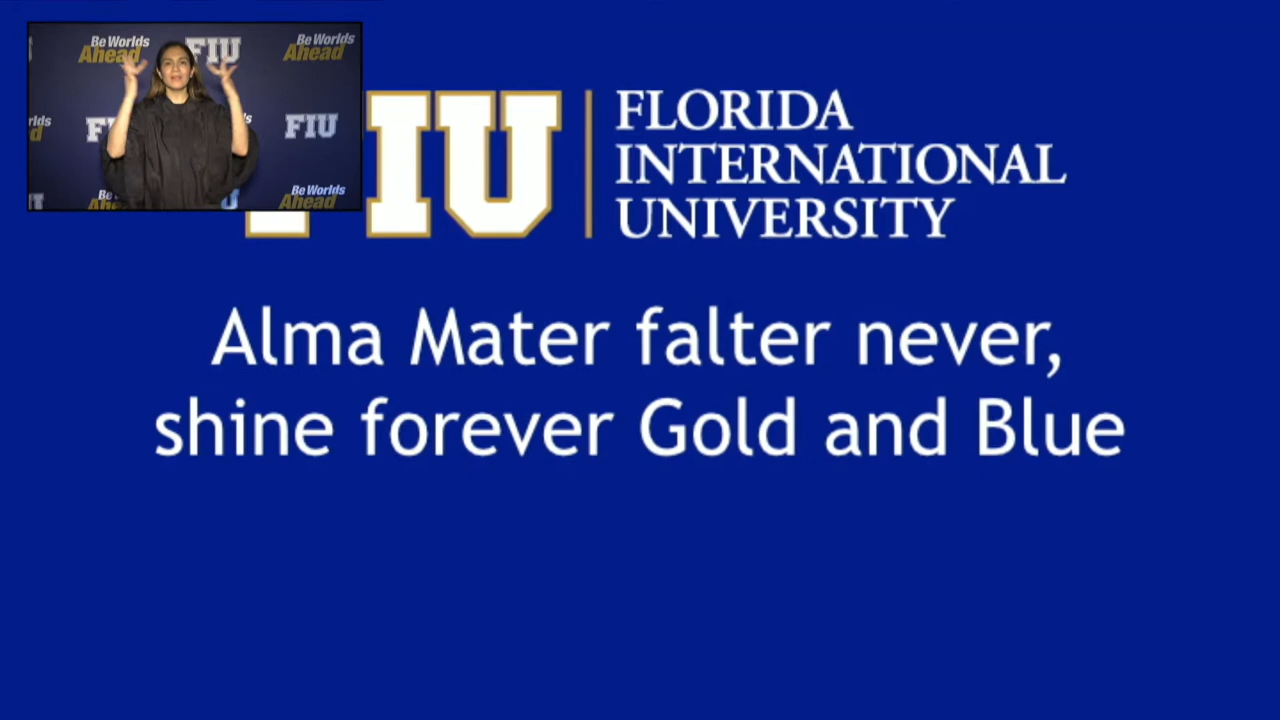 Be Worlds
Ahead
FIU
Be Worlds
Ahead
FIU
Be Worlds
Ahead
IU
FLORIDA
INTERNATIONAL
UNIVERSITY
Alma Mater falter never,
shine forever Gold and Blue